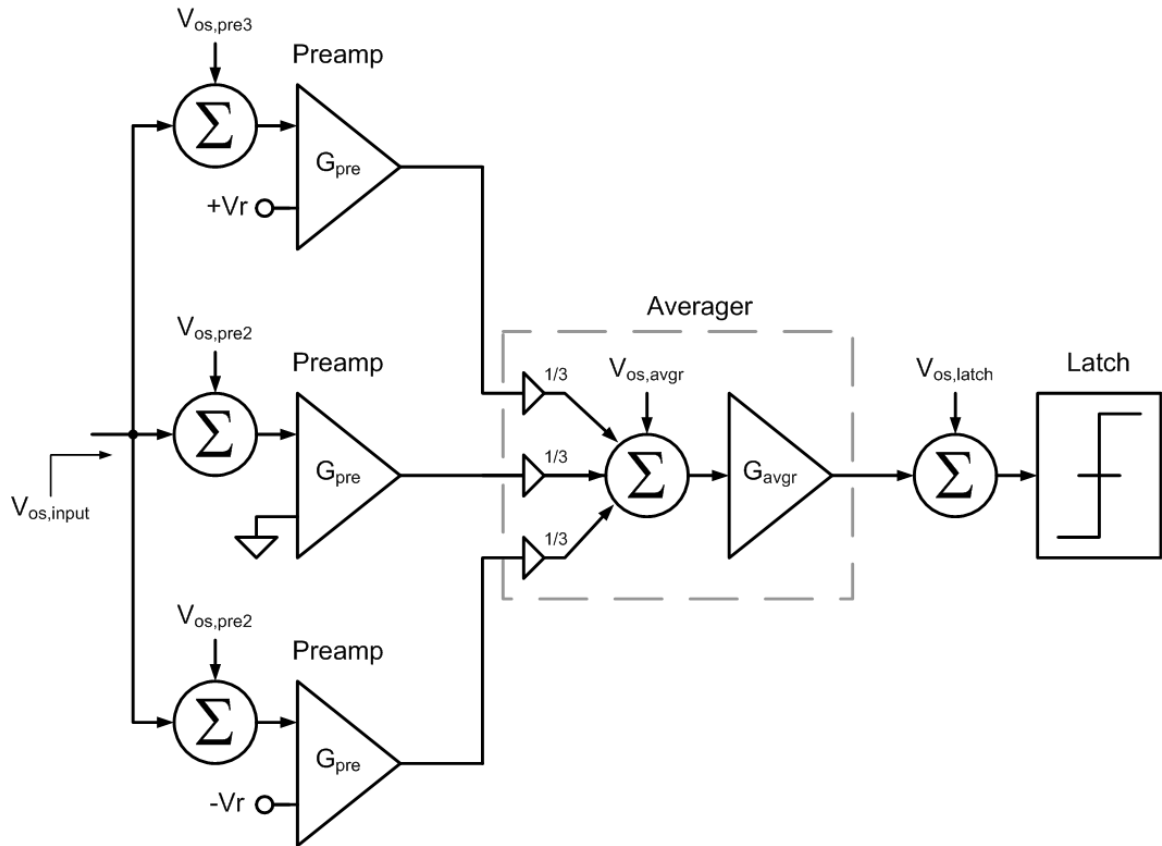 Vos,pre3
Preamp
Σ
Gpre
+Vr
Vos,pre2
Preamp
Σ
Gpre
Vos,input
Averager
1/3
Vos,avgr
1/3
Σ
Gavgr
1/3
Vos,latch
Σ
Latch
Vos,pre2
Preamp
Σ
Gpre
-Vr